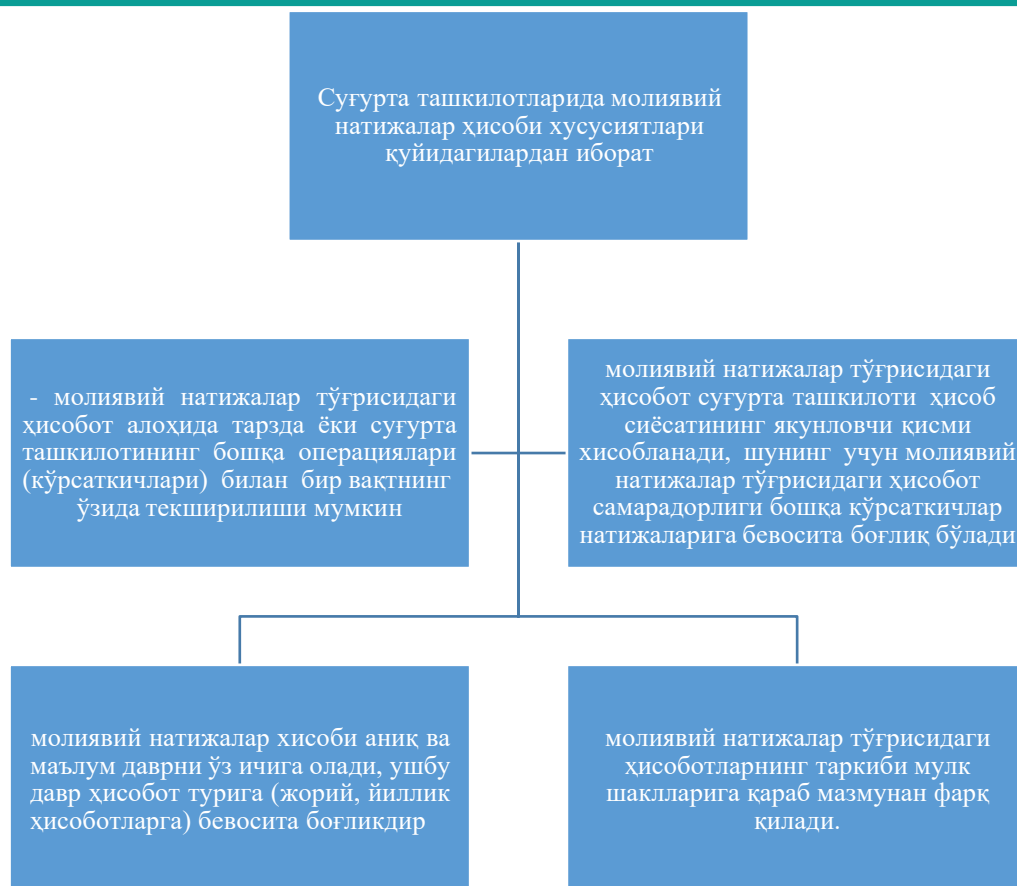 Суғурта ташкилотларида молиявий
натижалар ҳисоби хусусиятлари
қуйидагилардан иборат
- молиявий натижалар тўғрисидаги
ҳисобот алоҳида тарзда ёки суғурта
ташкилотининг бошқа операциялари
(кўрсаткичлари) билан бир вақтнинг
ўзида текширилиши мумкин
молиявий натижалар тўғрисидаги
ҳисобот суғурта ташкилоти ҳисоб
сиёсатининг якунловчи қисми
хисобланади, шунинг учун молиявий
натижалар тўғрисидаги ҳисобот
самарадорлиги бошқа кўрсаткичлар
натижаларига бевосита боғлиқ бўлади
молиявий натижалар хисоби аниқ ва
маълум даврни ўз ичига олади, ушбу
давр ҳисобот турига (жорий, йиллик
ҳисоботларга) бевосита боғликдир
молиявий натижалар тўғрисидаги
ҳисоботларнинг таркиби мулк
шаклларига қараб мазмунан фарқ
қилади.